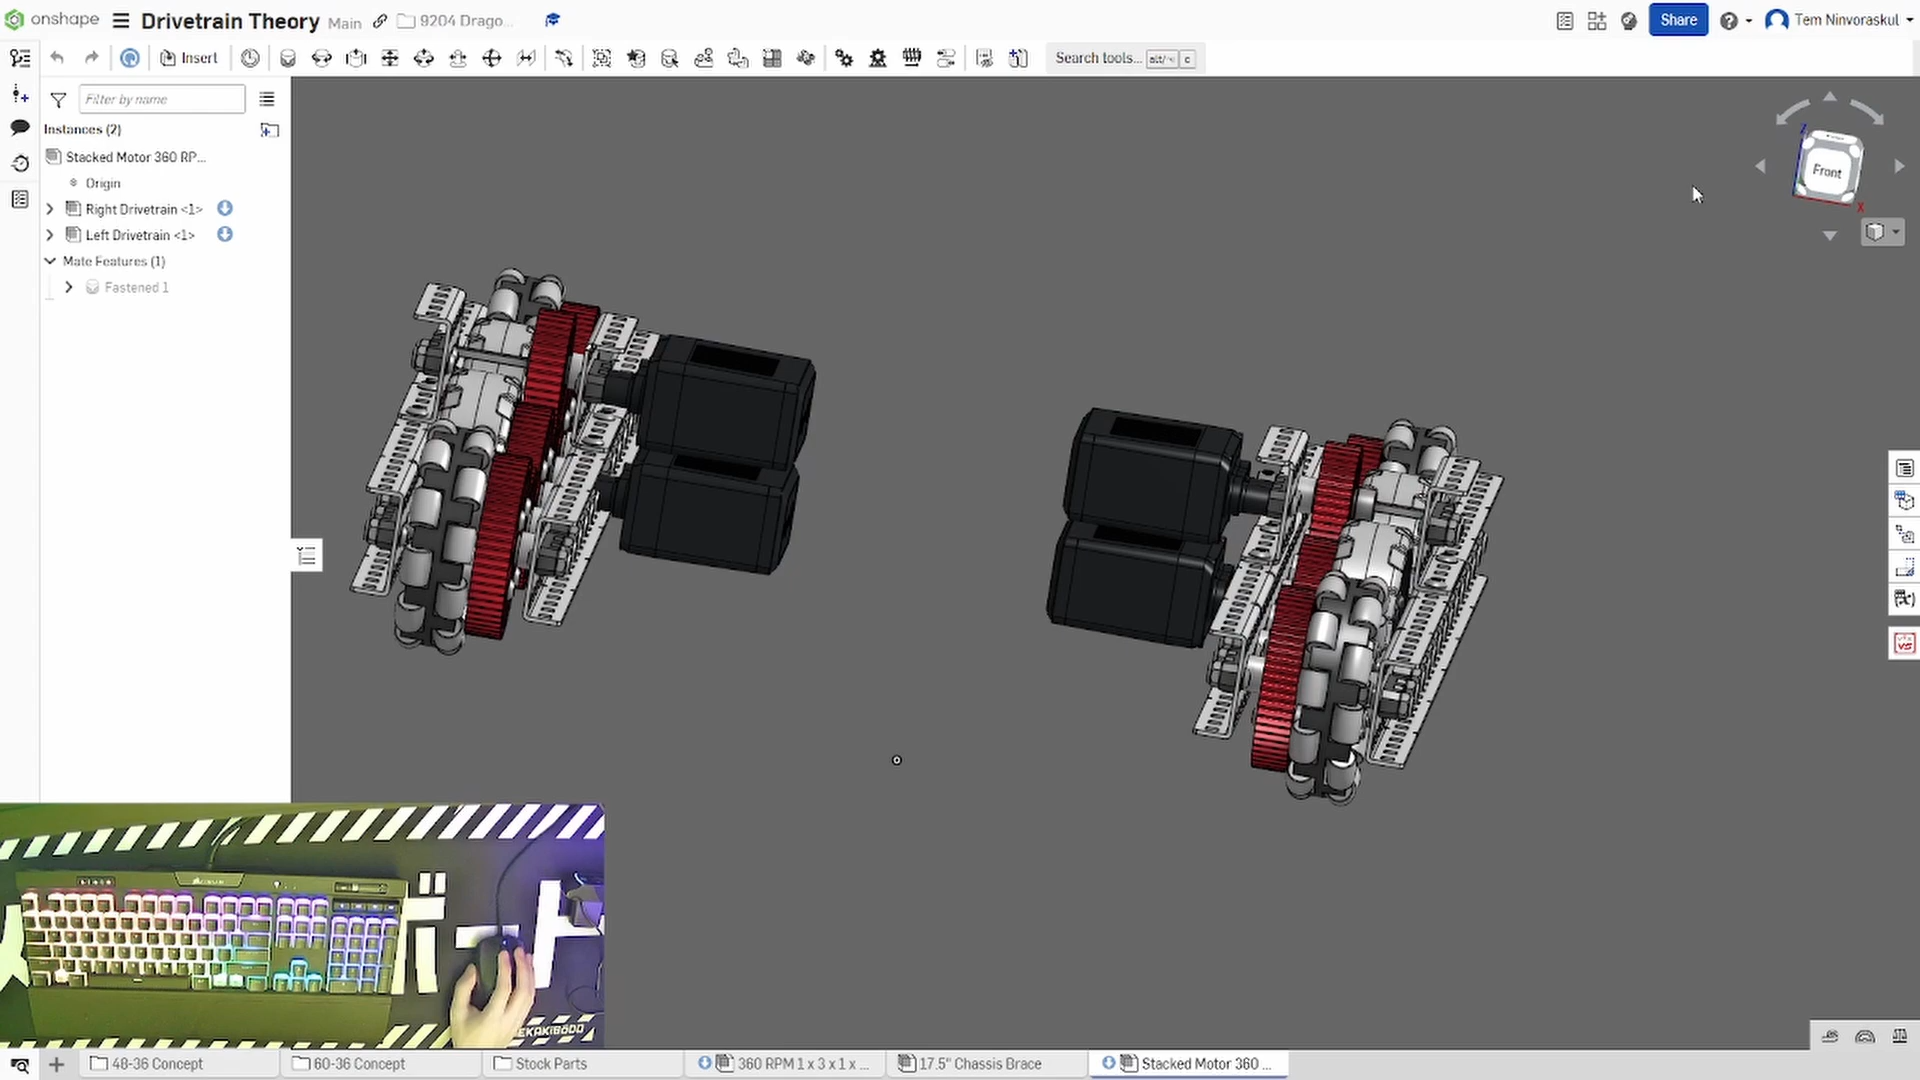 onshape
Drivetrain Theory
Main
9204 Drago...
Share
Tem Ninvoraskul
Insert
Search tools...
alt/⌥
c
Filter by name
Instances (2)
Stacked Motor 360 RP...
Origin
Right Drivetrain <1>
Left Drivetrain <1>
Mate Features (1)
Fastened 1
Z
Front
X
48-36 Concept
60-36 Concept
Stock Parts
360 RPM 1 x 3 x 1 x ...
17.5" Chassis Brace
Stacked Motor 360 ...